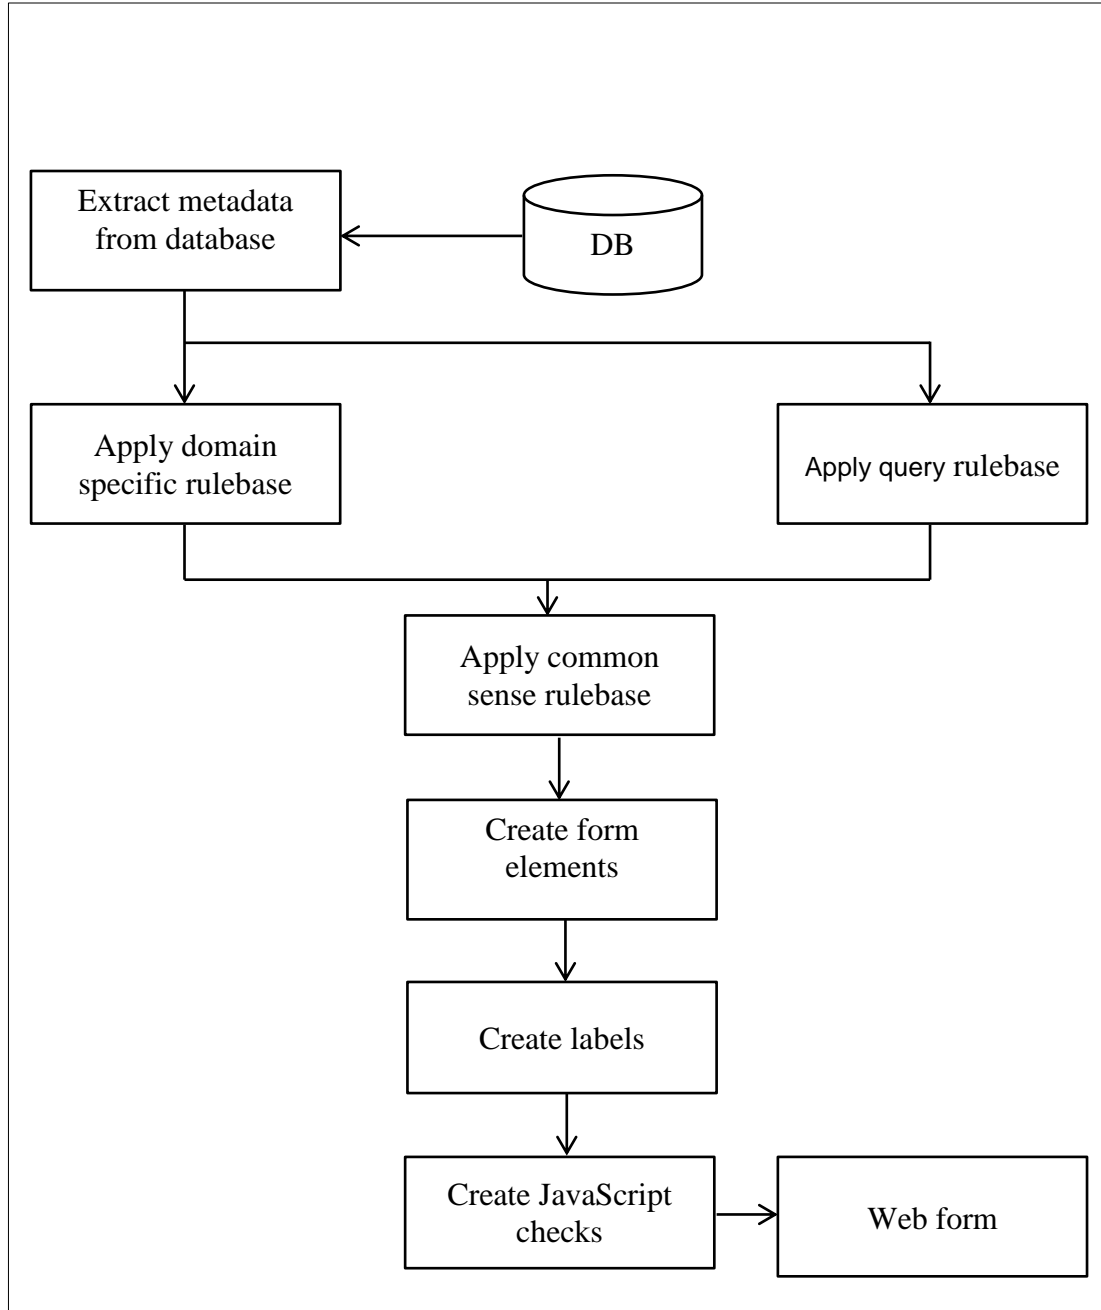 Extract metadata
from database
DB
Apply domain
specific rulebase
Apply query rulebase
Apply common
sense rulebase
Create form
elements
Create labels
Create JavaScript
checks
Web form